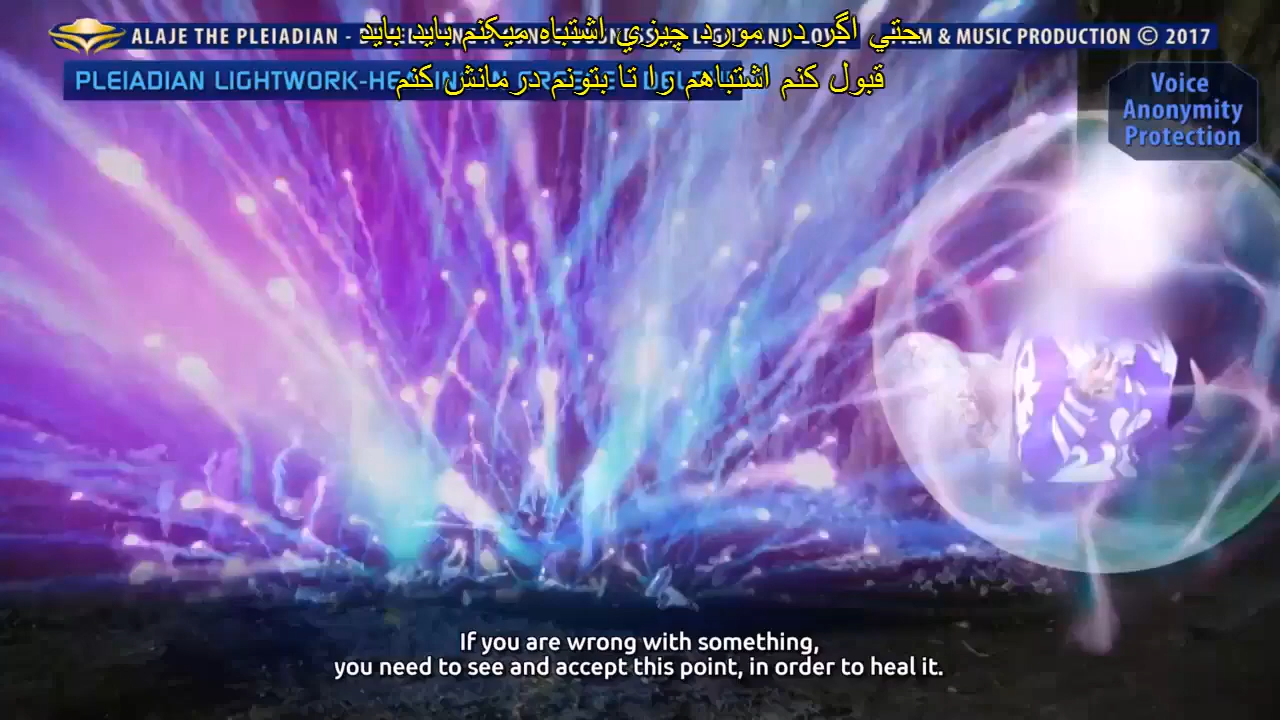 ALAJE THE PLEIADIAN -
FILM & MUSIC PRODUCTION © 2017
حتي اگر در مورد چيزي اشتباه ميكنم بايد بايد
PLEIADIAN LIGHTWORK-HEALING
قبول كنم اشتباهم را تا بتونم درمانش كنم
Voice
Anonymity
Protection
If you are wrong with something,
you need to see and accept this point, in order to heal it.